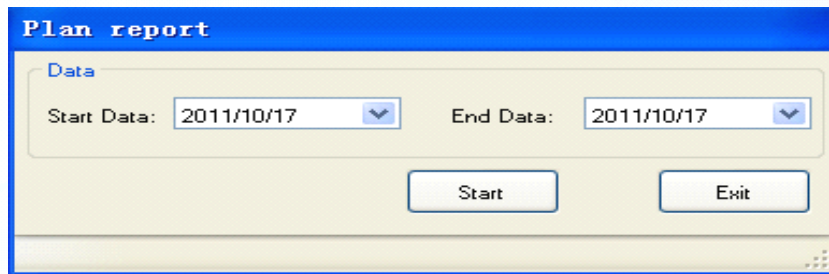 Plan report
Data
Start Data: 2011/10/17 End Data: 2011/10/17
Start Exit